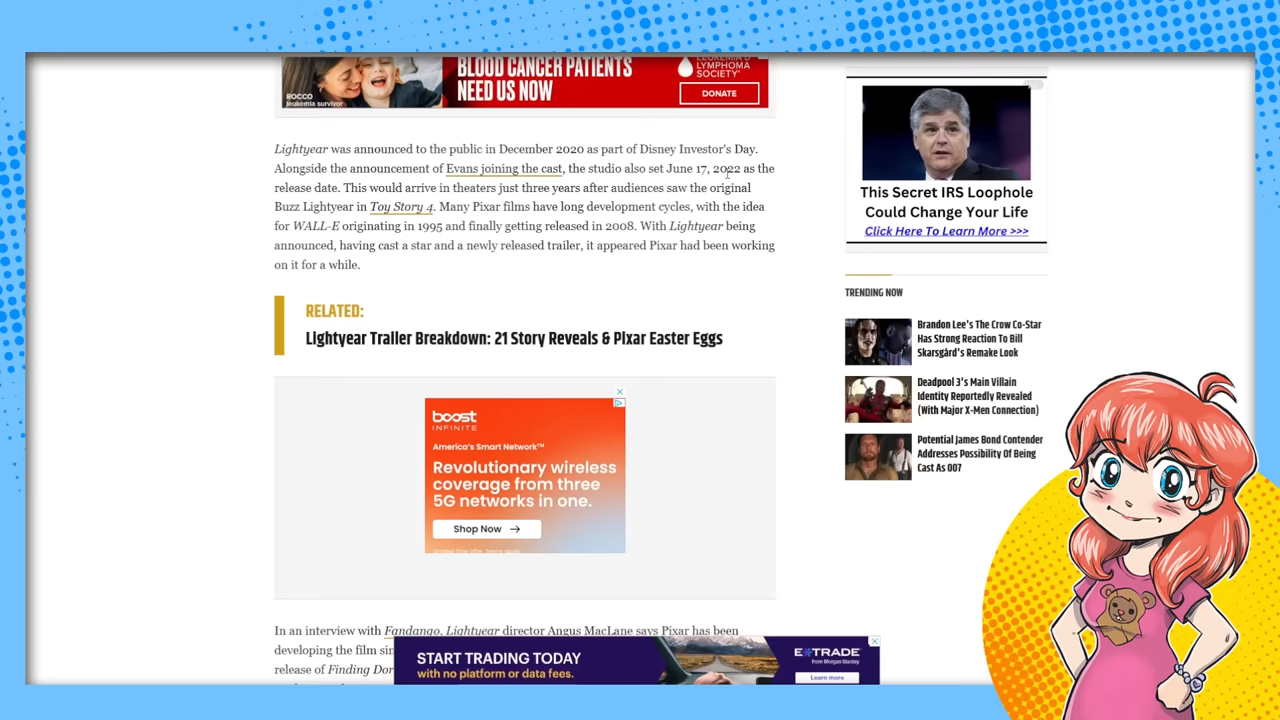 LEUKEMIA &
LYMPHOMA
SOCIETY®
BLOOD CANCER PATIENTS
NEED US NOW
DONATE
ROCCO
leukemia survivor
Lightyear was announced to the public in December 2020 as part of Disney Investor's Day.
Alongside the announcement of Evans joining the cast, the studio also set June 17, 2022 as the
release date. This would arrive in theaters just three years after audiences saw the original
Buzz Lightyear in Toy Story 4. Many Pixar films have long development cycles, with the idea
for WALL-E originating in 1995 and finally getting released in 2008. With Lightyear being
announced, having cast a star and a newly released trailer, it appeared Pixar had been working
on it for a while.
RELATED:
Lightyear Trailer Breakdown: 21 Story Reveals & Pixar Easter Eggs
boost
INFINITE
America's Smart Network™
Revolutionary wireless
coverage from three
5G networks in one.
Shop Now →
Limited time offer. Terms apply.
In an interview with Fandango, Lightyear director Angus MacLane says Pixar has been
developing the film sin
release of Finding Dor
START TRADING TODAY
with no platform or data fees.
E*TRADE
from Morgan Stanley
Learn more
This Secret IRS Loophole
Could Change Your Life
Click Here To Learn More >>>
TRENDING NOW
Brandon Lee's The Crow Co-Star
Has Strong Reaction To Bill
Skarsgård's Remake Look
Deadpool 3's Main Villain
Identity Reportedly Revealed
(With Major X-Men Connection)
Potential James Bond Contender
Addresses Possibility Of Being
Cast As 007